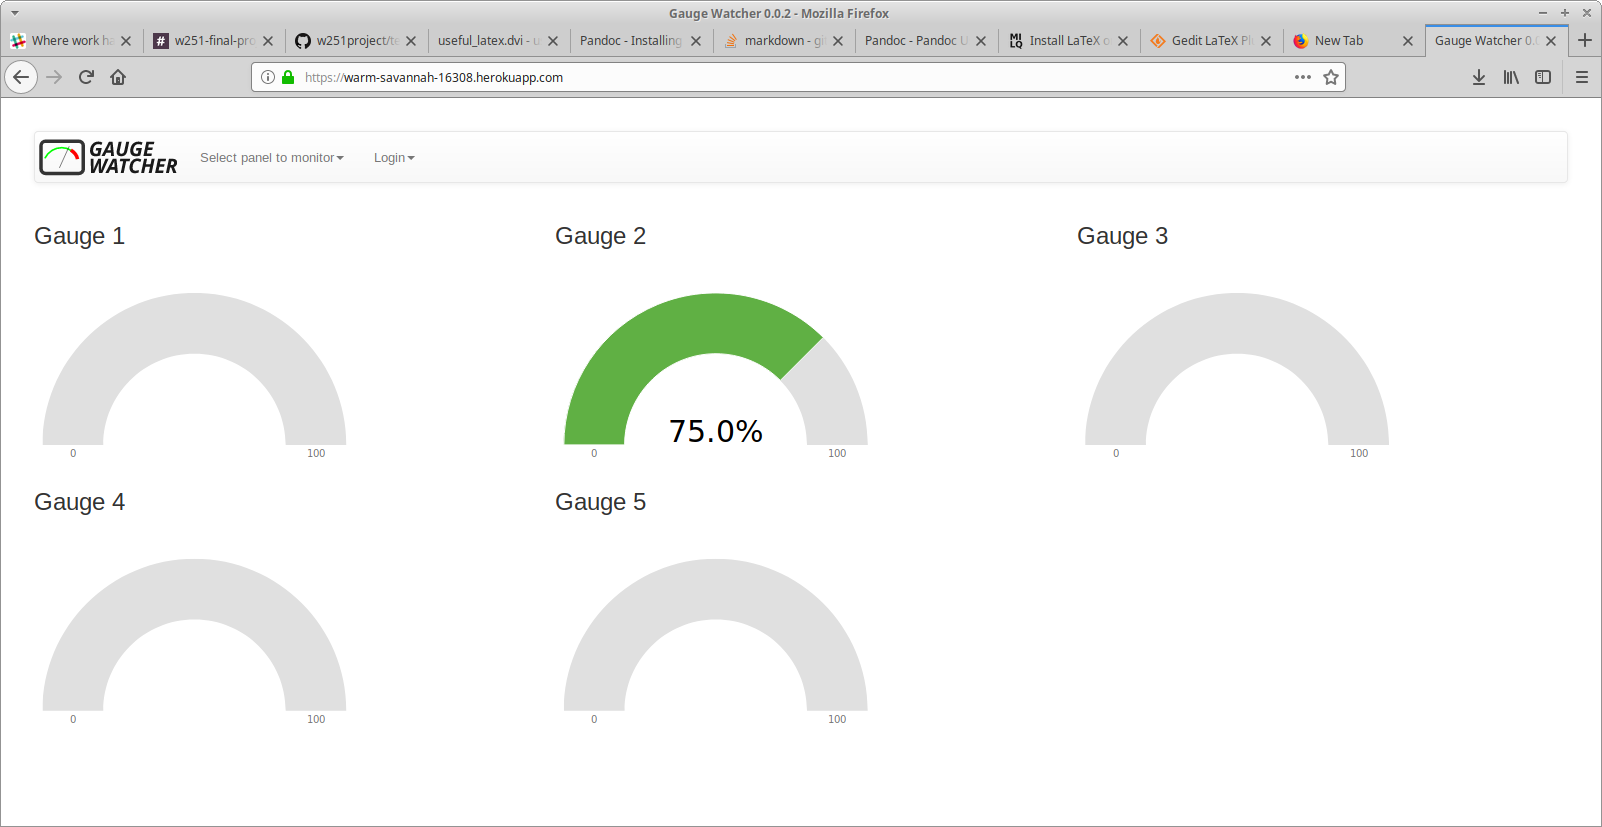 Gauge Watcher 0.0.2 - Mozilla Firefox
Where work ha
# w251-final-pro
w251project/te
useful_latex.dvi - u
Pandoc - Installing
markdown - gi
Pandoc - Pandoc U
MI LQ Install LaTeX o
Gedit LaTeX Pl
New Tab
Gauge Watcher 0.0
https://warm-savannah-16308.herokuapp.com
GAUGE
WATCHER
Select panel to monitor
Login
Gauge 1
Gauge 2
Gauge 3
0
100
75.0%
0
100
0
100
Gauge 4
Gauge 5
0
100
0
100